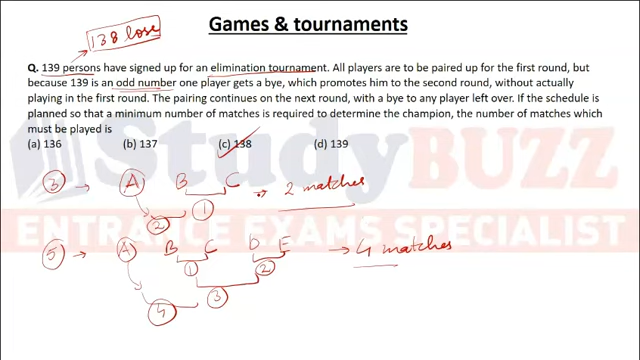 Games & tournaments
138 lose
Q. 139 persons have signed up for an elimination tournament. All players are to be paired up for the first round, but
because 139 is an odd number one player gets a bye, which promotes him to the second round, without actually
playing in the first round. The pairing continues on the next round, with a bye to any player left over. If the schedule is
planned so that a minimum number of matches is required to determine the champion, the number of matches which
must be played is
(a) 136 (b) 137 (c) 138 (d) 139
StudyBUZZ
ENTRANCE EXAMS SPECIALIST
3 → A B C → 2 matches
1
2
5 → A B C D E → 4 matches
1 2
3
4